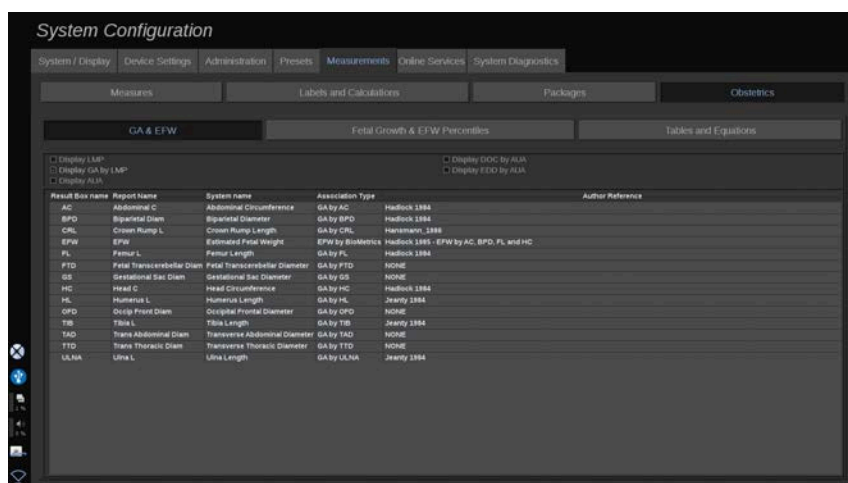 System Configuration
System / Display Device Settings Administration Presets Measurements Online Services System Diagnostics
Measures Labels and Calculations Packages Obstetrics
GA & EFW Fetal Growth & EFW Percentiles Tables and Equations
Display LMP Display DOC by AUA
Display GA by LMP Display EDD by AUA
Display AUA
Result Box name Report Name System name Association Type Author Reference
AC Abdominal C Abdominal Circumference GA by AC Hadlock 1984
BPD Biparietal Diam Biparietal Diameter GA by BPD Hadlock 1984
CRL Crown Rump L Crown Rump Length GA by CRL Hansmann_1986
EFW EFW Estimated Fetal Weight EFW by BioMetrics Hadlock 1985 - EFW by AC, BPD, FL and HC
FL Femur L Femur Length GA by FL Hadlock 1984
FTD Fetal Transcerebellar Diam Fetal Transcerebellar Diameter GA by FTD NONE
GS Gestational Sac Diam Gestational Sac Diameter GA by GS NONE
HC Head C Head Circumference GA by HC Hadlock 1984
HL Humerus L Humerus Length GA by HL Jeanty 1984
OFD Occip Front Diam Occipital Frontal Diameter GA by OFD NONE
TIB Tibia L Tibia Length GA by TIB Jeanty 1984
TAD Trans Abdominal Diam Transverse Abdominal Diameter GA by TAD NONE
TTD Trans Thoracic Diam Transverse Thoracic Diameter GA by TTD NONE
ULNA Ulna L Ulna Length GA by ULNA Jeanty 1984